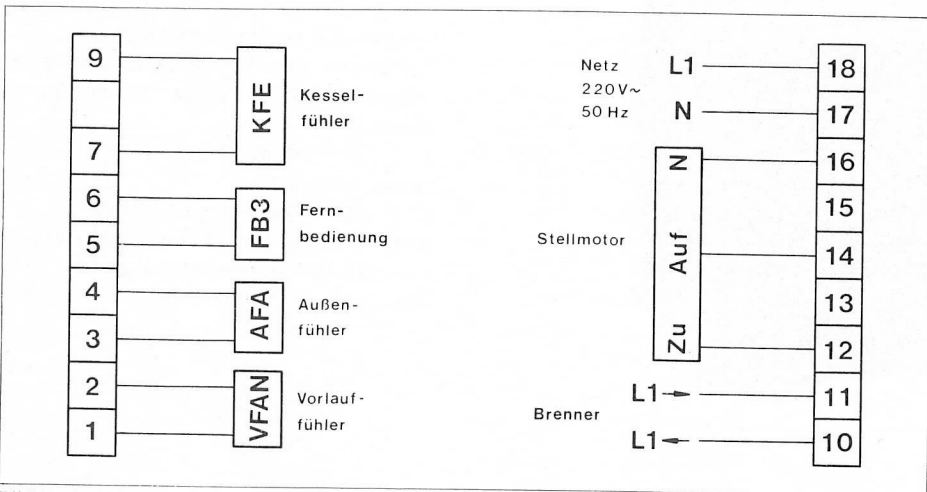 9
7
6
5
4
3
2
1
KFE
Kessel-
fühler
FB3
Fern-
bedienung
AFA
Außen-
fühler
VFAN
Vorlauf-
fühler
Netz
220V~
50 Hz
L1
N
Stellmotor
N
Auf
Zu
Brenner
L1
L1
18
17
16
15
14
13
12
11
10